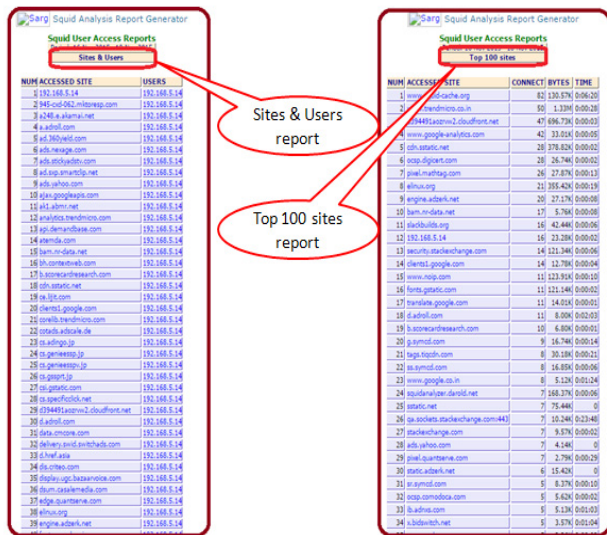 Sarg Squid Analysis Report Generator
Squid User Access Reports
Sites & Users
NUM ACCESSED SITE USERS
1 192.168.5.14 192.168.5.14
2 945-col-062.mktoresp.com 192.168.5.14
3 a248.e.akamai.net 192.168.5.14
4 a.adroll.com 192.168.5.14
5 ad.360yield.com 192.168.5.14
6 ads.nexage.com 192.168.5.14
7 ads.stickyadstv.com 192.168.5.14
8 ad.sxp.smartclip.net 192.168.5.14
9 ads.yahoo.com 192.168.5.14
10 ajax.googleapis.com 192.168.5.14
11 ak1.abmr.net 192.168.5.14
12 analytics.trendmicro.com 192.168.5.14
13 api.demandbase.com 192.168.5.14
14 atemda.com 192.168.5.14
15 bam.nr-data.net 192.168.5.14
16 bh.contextweb.com 192.168.5.14
17 b.scorecardresearch.com 192.168.5.14
18 cdn.sstatic.net 192.168.5.14
19 ce.lijit.com 192.168.5.14
20 clients1.google.com 192.168.5.14
21 corelib.trendmicro.com 192.168.5.14
22 cotads.adscale.de 192.168.5.14
23 cs.adingo.jp 192.168.5.14
24 cs.genieessp.jp 192.168.5.14
25 cs.genieesspv.jp 192.168.5.14
26 cs.gssprt.jp 192.168.5.14
27 csi.gstatic.com 192.168.5.14
28 cs.specificclick.net 192.168.5.14
29 d394491aozrvw2.cloudfront.net 192.168.5.14
30 d.adroll.com 192.168.5.14
31 data.cmcore.com 192.168.5.14
32 delivery.swid.switchads.com 192.168.5.14
33 d.href.asia 192.168.5.14
34 dis.criteo.com 192.168.5.14
35 display.ugc.bazaarvoice.com 192.168.5.14
36 dsum.casalemedia.com 192.168.5.14
37 edge.quantserve.com 192.168.5.14
38 elinux.org 192.168.5.14
39 engine.adzerk.net 192.168.5.14
Sites & Users
report
Top 100 sites
report
Sarg Squid Analysis Report Generator
Squid User Access Reports
Top 100 sites
NUM ACCESSED SITE CONNECT BYTES TIME
1 82 130.57K 0:06:20
2 .trendmicro.co.in 50 1.33M 0:00:28
d394491aozrvw2.cloudfront.net 47 696.73K 0:00:03
4 www.google-analytics.com 42 33.01K 0:00:05
5 cdn.sstatic.net 28 378.82K 0:00:02
6 ocsp.digicert.com 28 26.74K 0:00:02
7 pixel.mathtag.com 26 27.87K 0:00:13
8 elinux.org 21 355.42K 0:00:19
9 engine.adzerk.net 20 27.17K 0:00:08
10 bam.nr-data.net 17 5.76K 0:00:08
11 slackbuilds.org 16 42.44K 0:00:06
12 192.168.5.14 16 23.28K 0:00:02
13 security.stackexchange.com 14 121.34K 0:00:06
14 clients1.google.com 14 12.78K 0:00:04
15 www.noip.com 11 123.91K 0:00:10
16 fonts.gstatic.com 11 121.14K 0:00:02
17 translate.google.com 11 14.01K 0:00:01
18 d.adroll.com 11 8.00K 0:02:03
19 b.scorecardresearch.com 10 6.80K 0:00:01
20 g.symcd.com 9 16.74K 0:00:14
21 tags.tiqcdn.com 8 30.18K 0:00:21
22 ss.symcd.com 8 16.85K 0:00:06
23 www.google.co.in 8 5.12K 0:01:24
24 squidanalyzer.darold.net 7 168.37K 0:00:06
25 sstatic.net 7 75.44K 0
26 qa.sockets.stackexchange.com:443 7 10.24K 0:23:48
27 stackexchange.com 7 9.57K 0:00:02
28 ads.yahoo.com 7 4.14K 0
29 pixel.quantserve.com 7 2.79K 0:00:29
30 static.adzerk.net 6 15.42K 0
31 sr.symcd.com 5 8.37K 0:00:10
32 ocsp.comodoca.com 5 5.62K 0:00:02
33 ib.adnxs.com 5 5.13K 0:01:03
34 x.bidswitch.net 5 3.57K 0:01:04